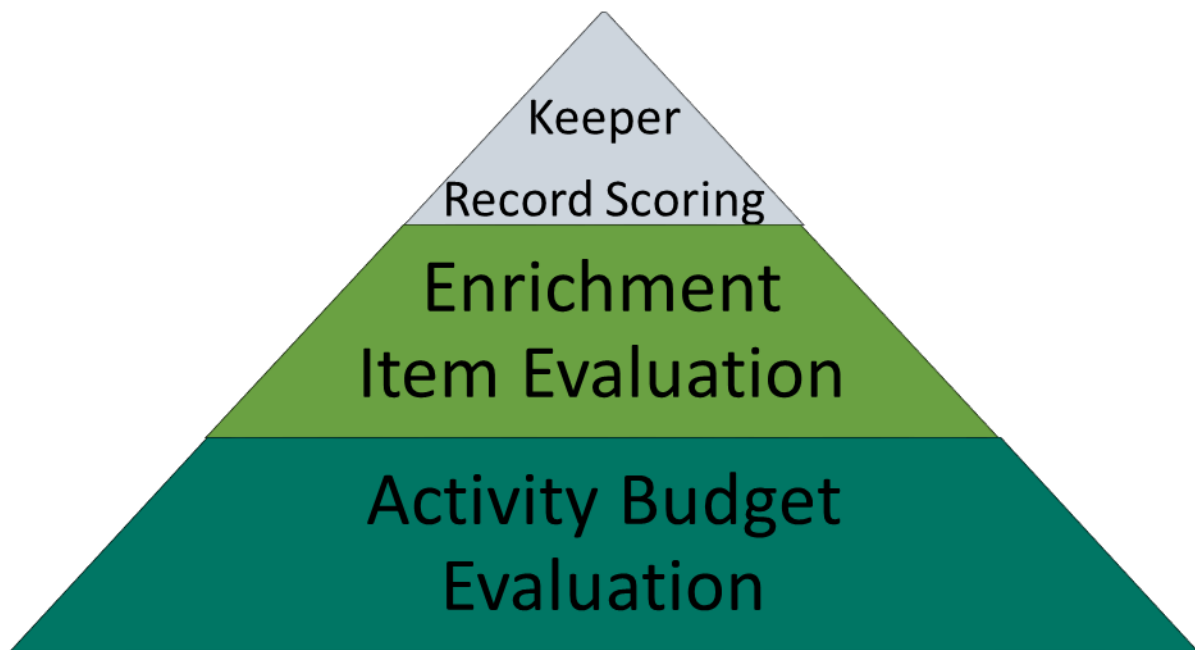 Keeper
Record Scoring
Enrichment
Item Evaluation
Activity Budget
Evaluation